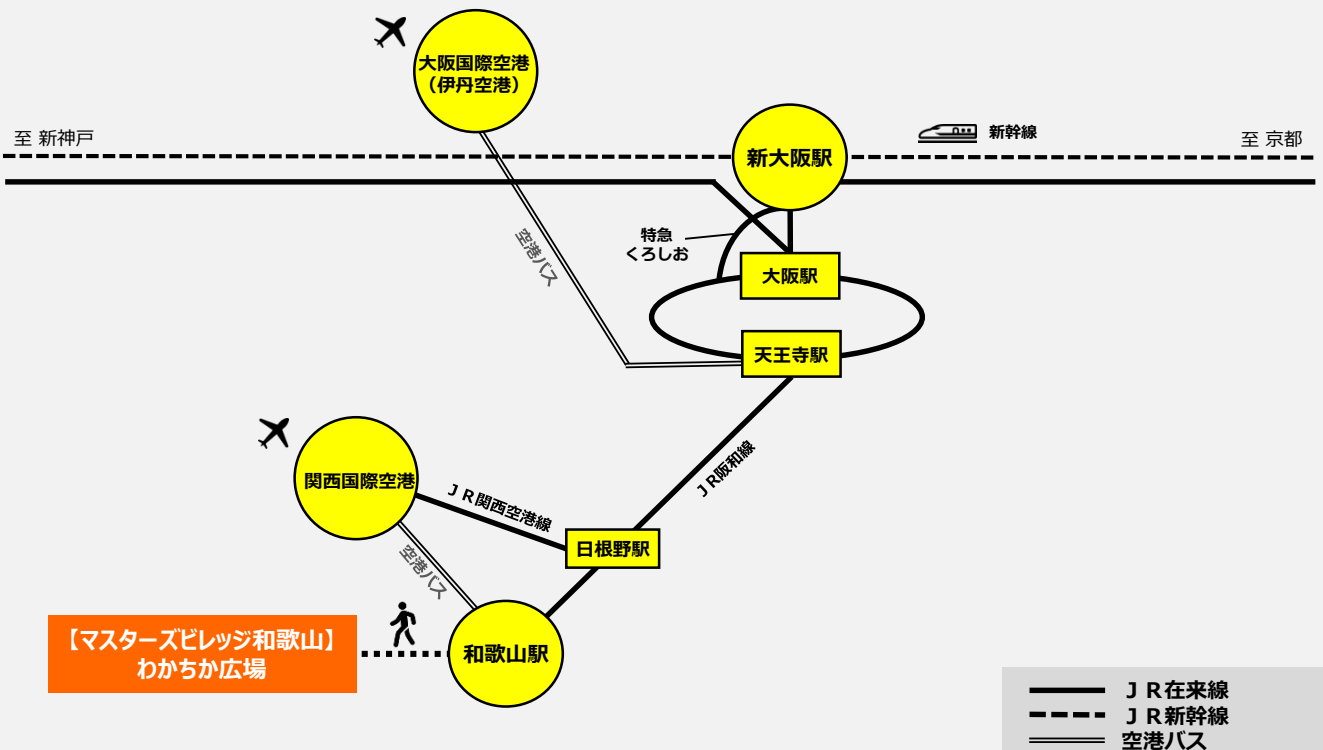 大阪国際空港
（伊丹空港）
至 新神戸
新大阪駅
新幹線
至 京都
特急
くろしお
空港バス
大阪駅
天王寺駅
関西国際空港
ＪＲ関西空港線
ＪＲ阪和線
日根野駅
空港バス
【マスターズビレッジ和歌山】
わかちか広場
和歌山駅
ＪＲ在来線
ＪＲ新幹線
空港バス